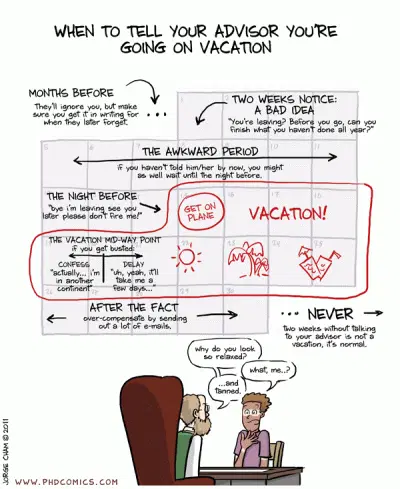 WHEN TO TELL YOUR ADVISOR YOU'RE
GOING ON VACATION
MONTHS BEFORE
They'll ignore you, but make
sure you get it in writing for
when they later forget.
...
TWO WEEKS NOTICE:
A BAD IDEA
"You're leaving? Before you go, can you
finish what you haven't done all year?"
THE AWKWARD PERIOD
if you haven't told him/her by now, you might
as well wait until the night before.
THE NIGHT BEFORE
"bye i'm leaving see you
later please don't fire me!"
GET ON
PLANE
VACATION!
THE VACATION MID-WAY POINT
if you get busted:
CONFESS
"actually... i'm
in another
continent"
DELAY
"uh, yeah, it'll
take me a
few days..."
AFTER THE FACT
over-compensate by sending
out a lot of e-mails.
... NEVER
two weeks without talking
to your advisor is not a
vacation, it's normal.
why do you look
so relaxed?
...and
tanned.
what, me..?
JORGE CHAM © 2011
WWW.PHDCOMICS.COM